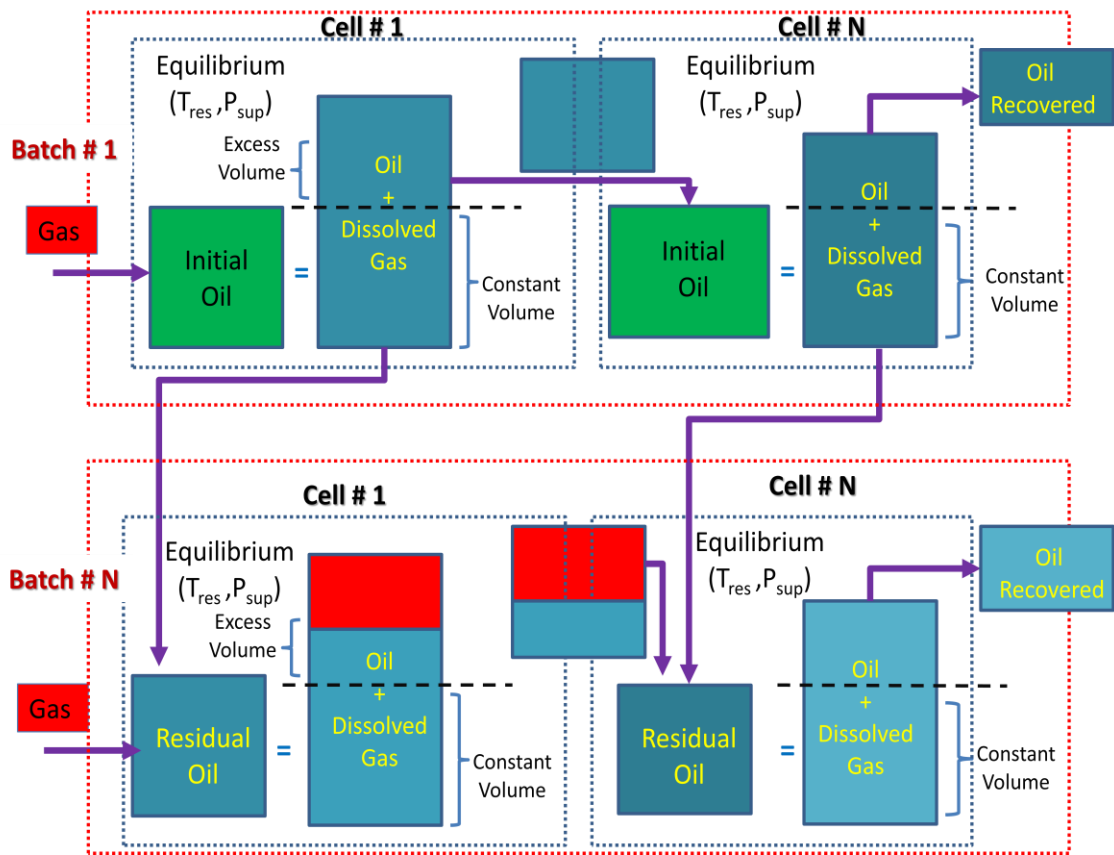 Cell # 1
Cell # N
Equilibrium
(Tres ,Psup)
Equilibrium
(Tres ,Psup)
Oil
Recovered
Batch # 1
Excess
Volume
Oil
+
Dissolved
Gas
Oil
+
Dissolved
Gas
Gas
Initial
Oil
=
Constant
Volume
Initial
Oil
=
Constant
Volume
Cell # 1
Cell # N
Equilibrium
(Tres ,Psup)
Equilibrium
(Tres ,Psup)
Oil
Recovered
Batch # N
Excess
Volume
Oil
+
Dissolved
Gas
Oil
+
Dissolved
Gas
Gas
Residual
Oil
=
Constant
Volume
Residual
Oil
=
Constant
Volume